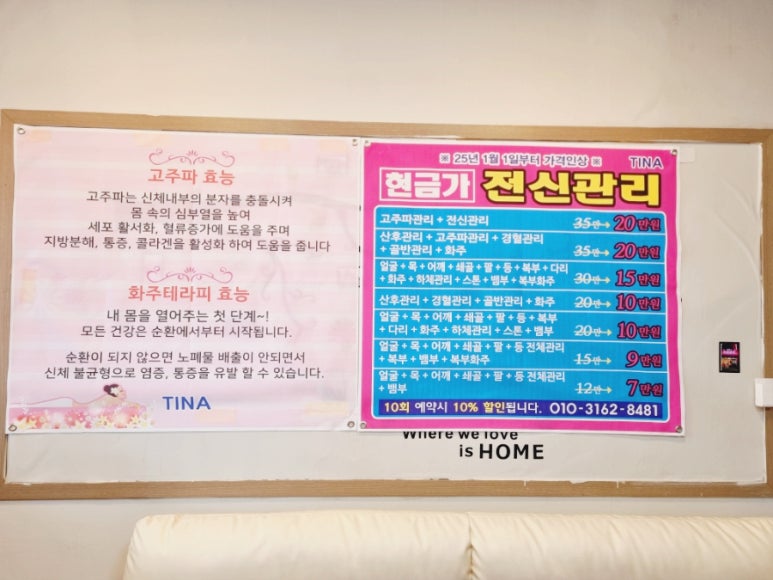 고주파 효능
고주파는 신체내부의 분자를 충돌시켜
몸 속의 심부열을 높여
세포 활서화, 혈류증가에 도움을 주며
지방분해, 통증, 콜라겐을 활성화 하여 도움을 줍니다
화주테라피 효능
내 몸을 열어주는 첫 단계~!
모든 건강은 순환에서부터 시작됩니다.
순환이 되지 않으면 노폐물 배출이 안되면서
신체 불균형으로 염증, 통증을 유발 할 수 있습니다.
TINA
※ 25년 1월 1일부터 가격인상 ※ TINA
현금가 전신관리
고주파관리 + 전신관리 35만→ 20만원
산후관리 + 고주파관리 + 경혈관리
+ 골반관리 + 화주 35만→ 20만원
얼굴 + 목 + 어깨 + 쇄골 + 팔 + 등 + 복부 + 다리
+ 화주 + 하체관리 + 스톤 + 뱀부 + 복부화주 30만→ 15만원
산후관리 + 경혈관리 + 골반관리 + 화주 20만→ 10만원
얼굴 + 목 + 어깨 + 쇄골 + 팔 + 등 + 복부
+ 다리 + 화주 + 하체관리 + 스톤 + 뱀부 20만→ 10만원
얼굴 + 목 + 어깨 + 쇄골 + 팔 + 등 전체관리
+ 복부 + 뱀부 + 복부화주 15만→ 9만원
얼굴 + 목 + 어깨 + 쇄골 + 팔 + 등 전체관리
+ 뱀부 12만→ 7만원
10회 예약시 10% 할인됩니다. 010-3162-8481
Where we love
is HOME